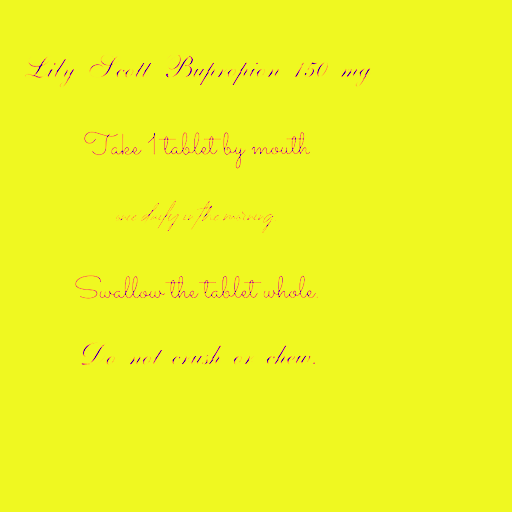 Lily Scott Bupropion 150 mg
Take 1 tablet by mouth
once daily in the morning.
Swallow the tablet whole.
Do not crush or chew.